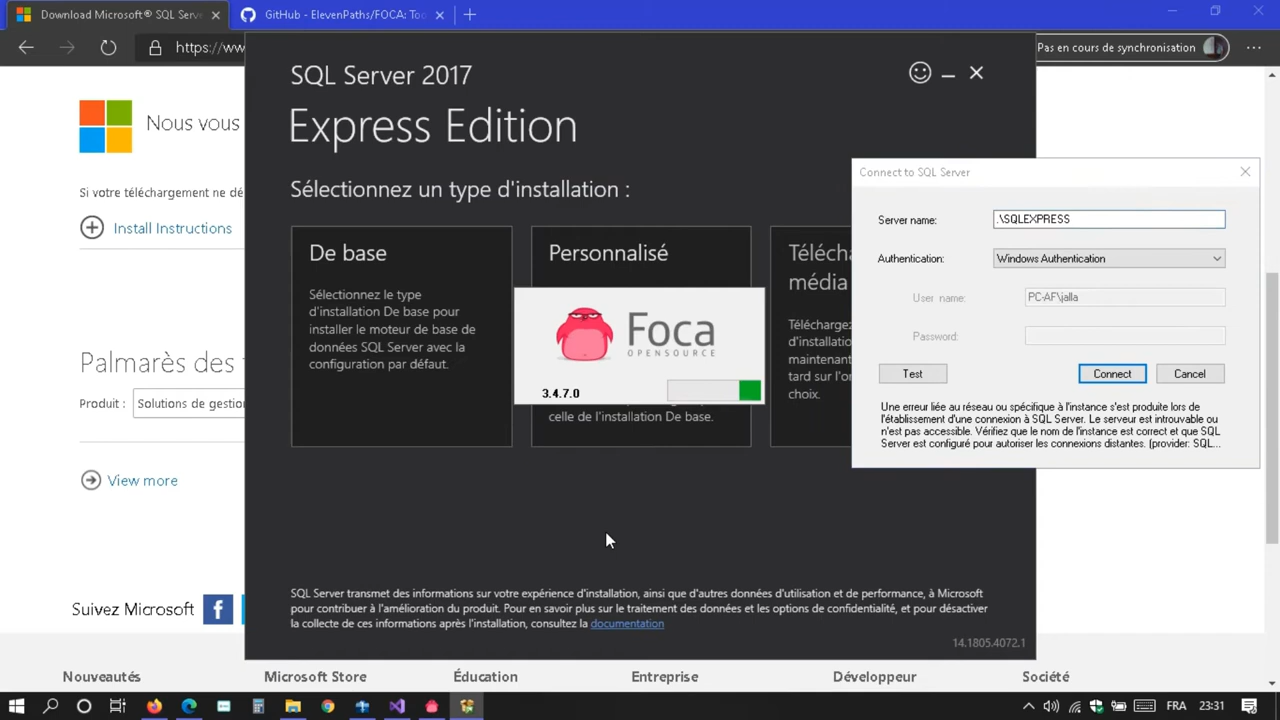 Download Microsoft® SQL Serve
GitHub - ElevenPaths/FOCA: Too
https://www
Pas en cours de synchronisation
Nous vous
Si votre téléchargement ne dé
Install Instructions
Palmarès des
Produit :
Solutions de gestion
View more
Suivez Microsoft
Nouveautés
Microsoft Store
Éducation
Entreprise
Développeur
Société
SQL Server 2017
Express Edition
Sélectionnez un type d'installation :
De base
Sélectionnez le type
d'installation De base pour
installer le moteur de base de
données SQL Server avec la
configuration par défaut.
Personnalisé
celle de l'installation De base.
Télécha
média
Téléchargez
maintenant
tard sur l'or
choix.
Foca
OPENSOURCE
3.4.7.0
SQL Server transmet des informations sur votre expérience d'installation, ainsi que d'autres données d'utilisation et de performance, à Microsoft
pour contribuer à l'amélioration du produit. Pour en savoir plus sur le traitement des données et les options de confidentialité, et pour désactiver
la collecte de ces informations après l'installation, consultez la documentation
14.1805.4072.1
Connect to SQL Server
Server name:
.\SQLEXPRESS
Authentication:
Windows Authentication
User name:
PC-AF\jalla
Password:
Test
Connect
Cancel
Une erreur liée au réseau ou spécifique à l'instance s'est produite lors de
l'établissement d'une connexion à SQL Server. Le serveur est introuvable ou
n'est pas accessible. Vérifiez que le nom de l'instance est correct et que SQL
Server est configuré pour autoriser les connexions distantes. (provider: SQL...
FRA
23:31